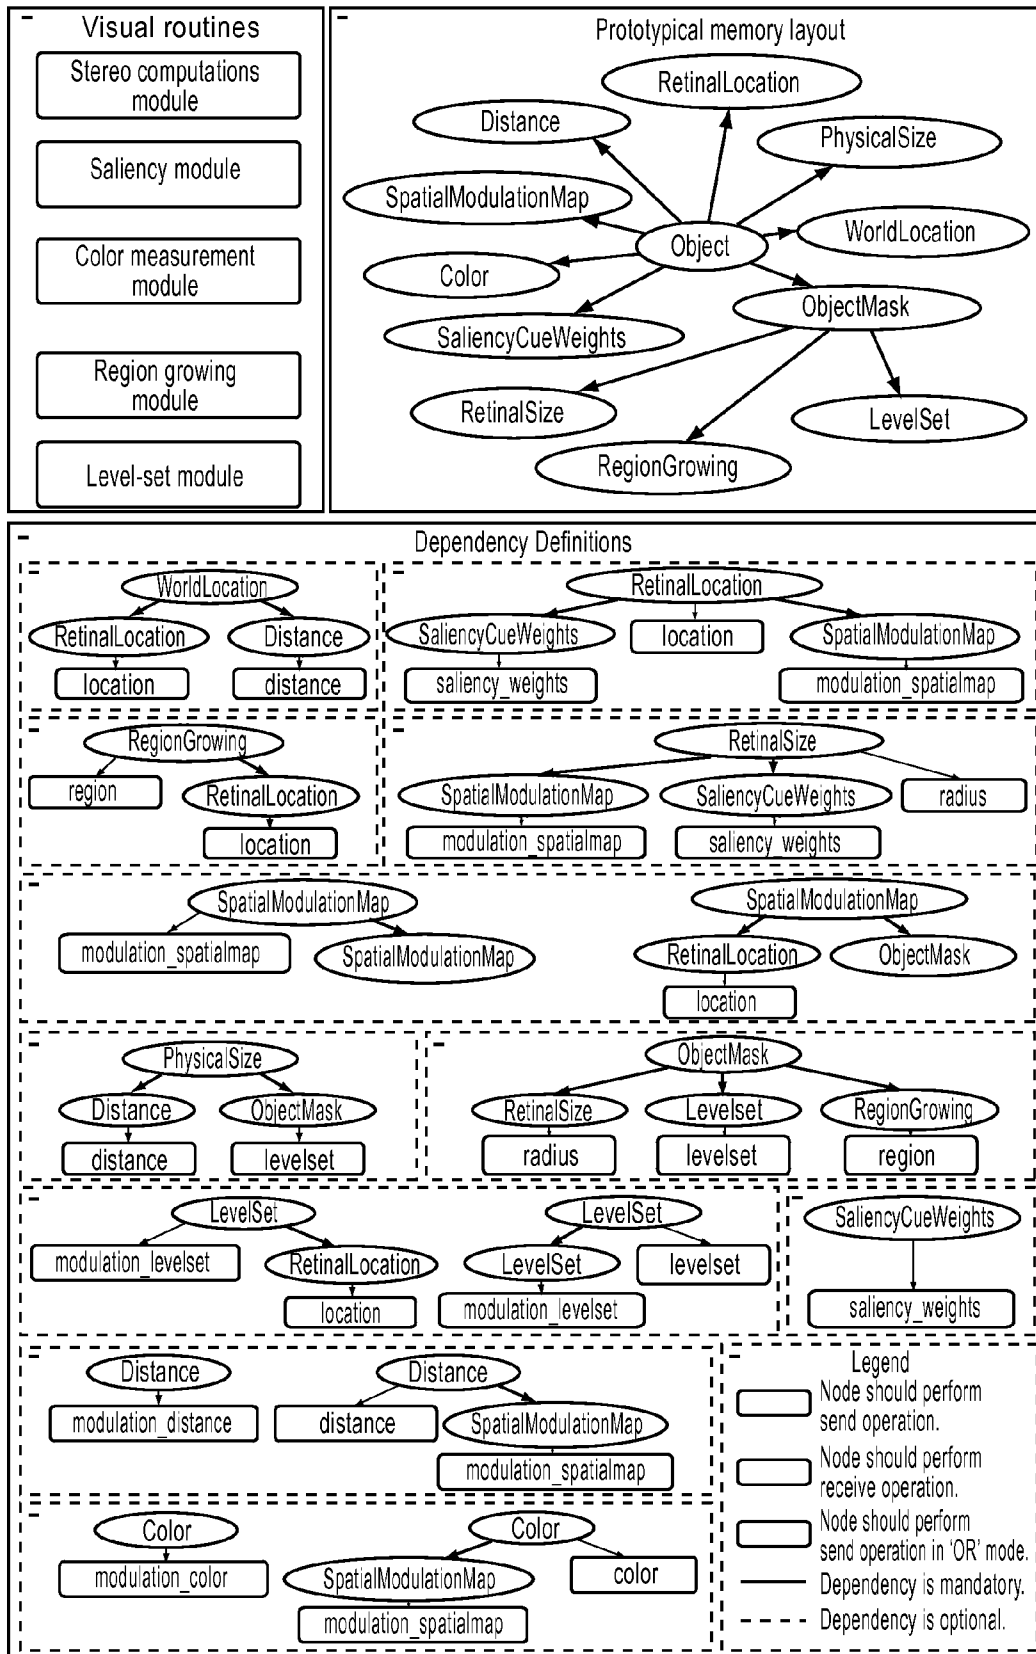 Visual routines
Stereo computations
module
Saliency module
Color measurement
module
Region growing
module
Level-set module
Prototypical memory layout
RetinalLocation
Distance
PhysicalSize
SpatialModulationMap
WorldLocation
Object
Color
ObjectMask
SaliencyCueWeights
RetinalSize
LevelSet
RegionGrowing
Dependency Definitions
WorldLocation
RetinalLocation
Distance
location
distance
RetinalLocation
SaliencyCueWeights
location
SpatialModulationMap
saliency_weights
modulation_spatialmap
RegionGrowing
region
RetinalLocation
location
RetinalSize
SpatialModulationMap
SaliencyCueWeights
radius
modulation_spatialmap
saliency_weights
SpatialModulationMap
modulation_spatialmap
SpatialModulationMap
SpatialModulationMap
RetinalLocation
ObjectMask
location
PhysicalSize
Distance
ObjectMask
distance
levelset
ObjectMask
RetinalSize
Levelset
RegionGrowing
radius
levelset
region
LevelSet
modulation_levelset
RetinalLocation
location
LevelSet
LevelSet
levelset
modulation_levelset
SaliencyCueWeights
saliency_weights
Distance
modulation_distance
Distance
distance
SpatialModulationMap
modulation_spatialmap
Color
modulation_color
Color
SpatialModulationMap
color
modulation_spatialmap
Legend
Node should perform
send operation.
Node should perform
receive operation.
Node should perform
send operation in 'OR' mode.
Dependency is mandatory.
Dependency is optional.